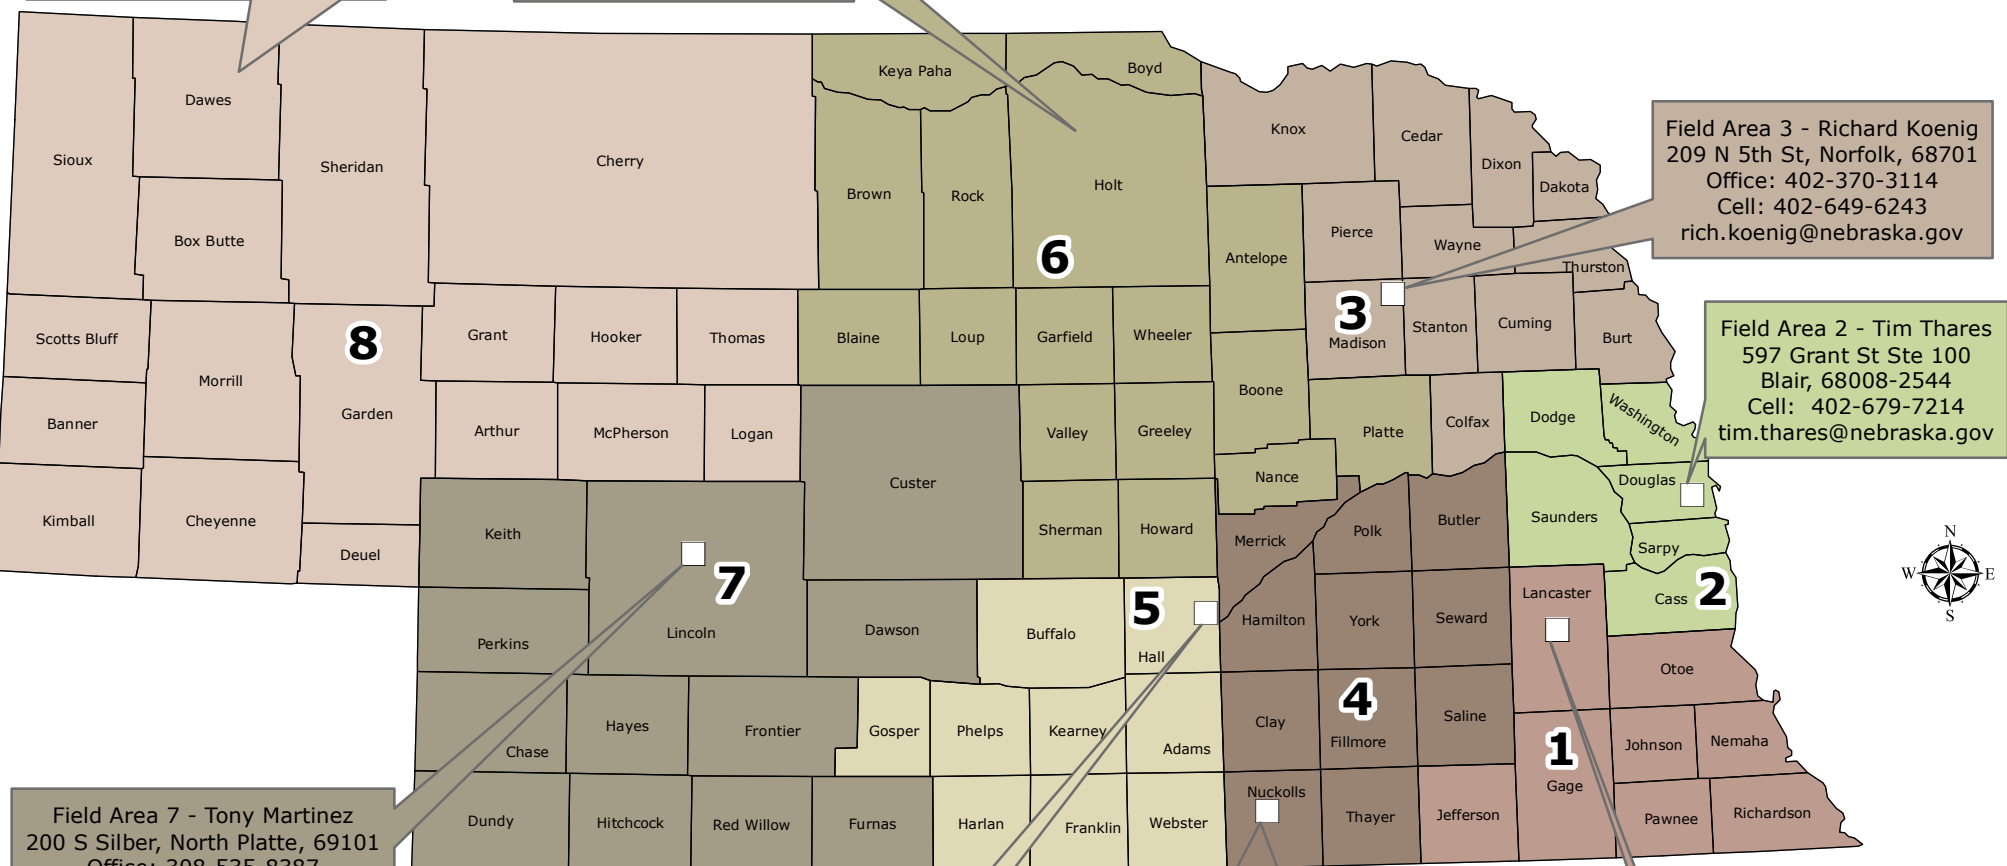 Keya Paha
Boyd
Dawes
Sioux
Sheridan
Cherry
Knox
Cedar
Dixon
Dakota
Brown
Rock
Holt
Box Butte
6
Antelope
Pierce
Wayne
Thurston
Field Area 3 - Richard Koenig
209 N 5th St, Norfolk, 68701
Office: 402-370-3114
Cell: 402-649-6243
rich.koenig@nebraska.gov
Scotts Bluff
8
Grant
Hooker
Thomas
Blaine
Loup
Garfield
Wheeler
3
Madison
Stanton
Cuming
Burt
Field Area 2 - Tim Thares
597 Grant St Ste 100
Blair, 68008-2544
Cell: 402-679-7214
tim.thares@nebraska.gov
Morrill
Garden
Banner
Arthur
McPherson
Logan
Valley
Greeley
Boone
Platte
Colfax
Dodge
Washington
Custer
Nance
Douglas
Kimball
Cheyenne
Keith
Sherman
Howard
Merrick
Polk
Butler
Saunders
Sarpy
Deuel
7
5
Lancaster
Cass
2
N
W
E
S
Perkins
Lincoln
Dawson
Buffalo
Hall
Hamilton
York
Seward
Otoe
Chase
Hayes
Frontier
Gosper
Phelps
Kearney
Adams
Clay
4
Fillmore
Saline
1
Gage
Johnson
Nemaha
Dundy
Hitchcock
Red Willow
Furnas
Harlan
Franklin
Webster
Nuckolls
Thayer
Jefferson
Pawnee
Richardson
Field Area 7 - Tony Martinez
200 S Silber, North Platte, 69101
Office: 308-535-8387